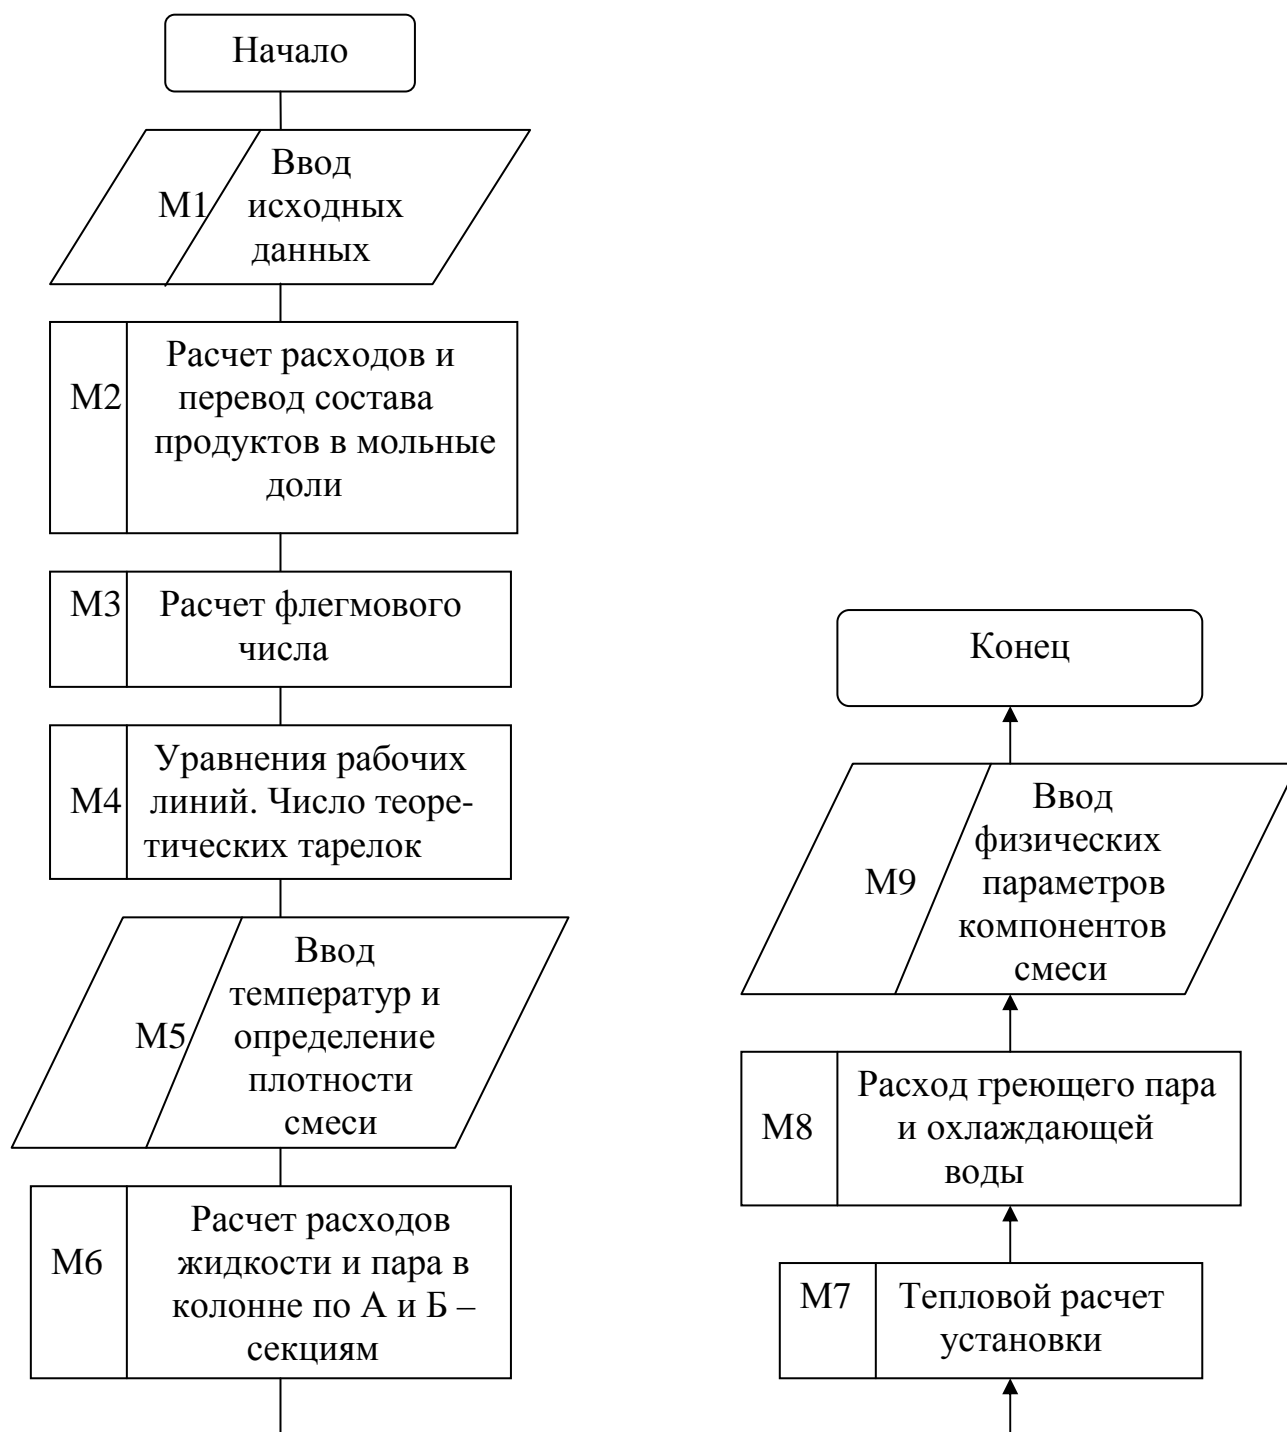 Начало
Ввод
М1 исходных
данных
Расчет расходов и
М2 перевод состава
продуктов в мольные
доли
М3 Расчет флегмового
числа
Уравнения рабочих
М4 линий. Число теоре-
тических тарелок
Ввод
температур и
М5 определение
плотности
смеси
Расчет расходов
М6 жидкости и пара в
колонне по А и Б –
секциям
Конец
Ввод
физических
М9 параметров
компонентов
смеси
Расход греющего пара
М8 и охлаждающей
воды
М7 Тепловой расчет
установки